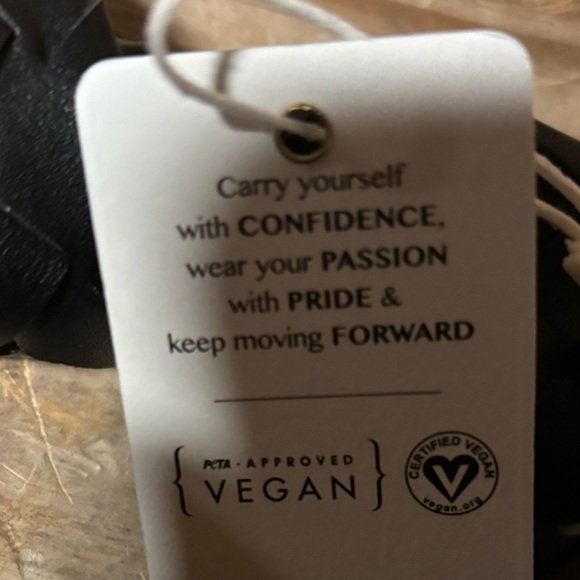 Carry yourself
with CONFIDENCE,
wear your PASSION
with PRIDE &
keep moving FORWARD
PeTA - APPROVED
VEGAN
CERTIFIED VEGAN
V
vegan.org